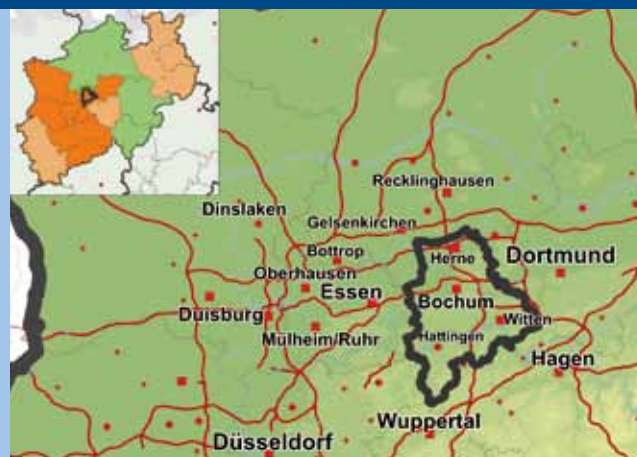 Recklinghausen
Dinslaken
Gelsenkirchen
Bottrop
Herne
Dortmund
Oberhausen
Essen
Bochum
Duisburg
Witten
Mülheim/Ruhr
Hattingen
Hagen
Wuppertal
Düsseldorf